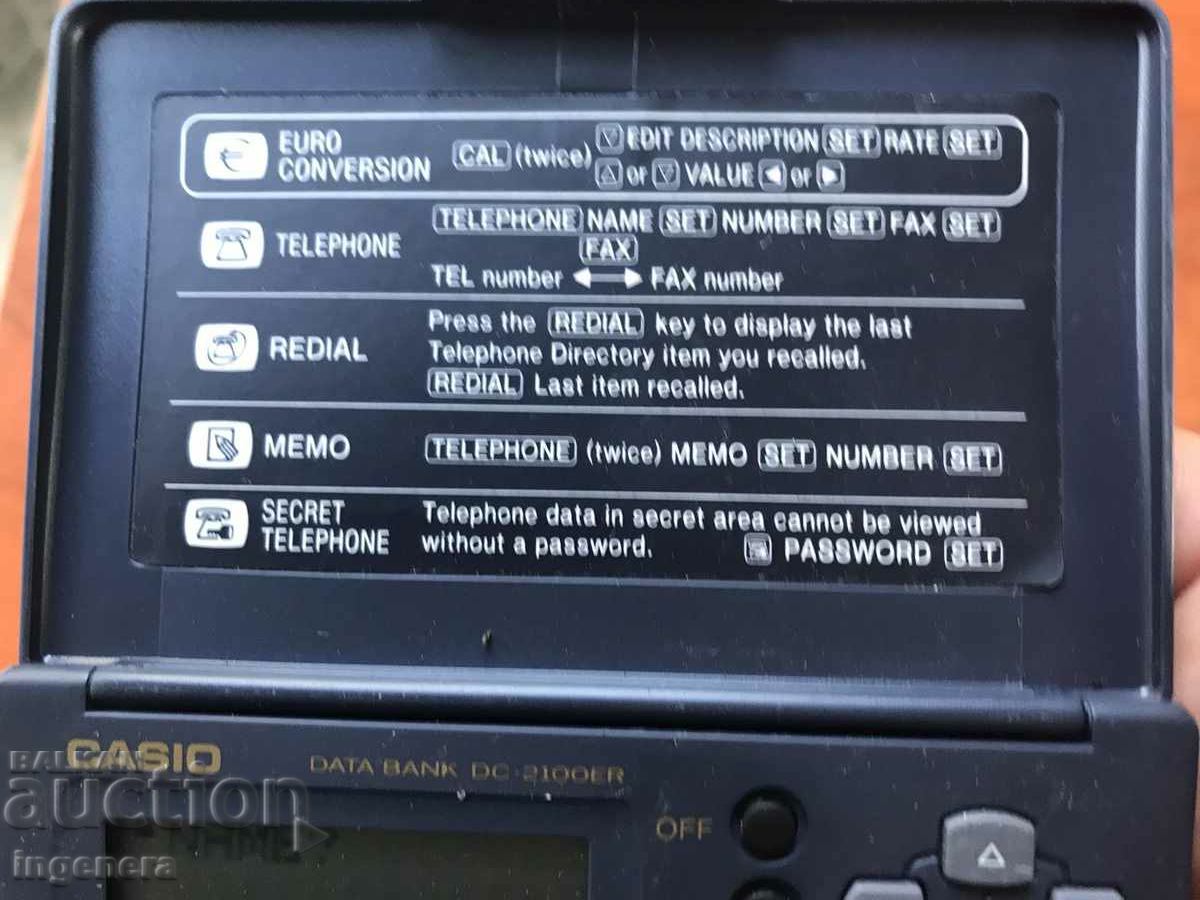 EURO
CONVERSION
CAL (twice) ▽ EDIT DESCRIPTION SET RATE SET
△ or ▽ VALUE ◀ or ▶
TELEPHONE
TELEPHONE NAME SET NUMBER SET FAX SET
FAX
TEL number ⟷ FAX number
REDIAL
Press the REDIAL key to display the last
Telephone Directory item you recalled.
REDIAL Last item recalled.
MEMO
TELEPHONE (twice) MEMO SET NUMBER SET
SECRET
TELEPHONE
Telephone data in secret area cannot be viewed
without a password. PASSWORD SET
CASIO
DATA BANK DC-2100ER
OFF
NAME?
BALKAN
auction
ingenera